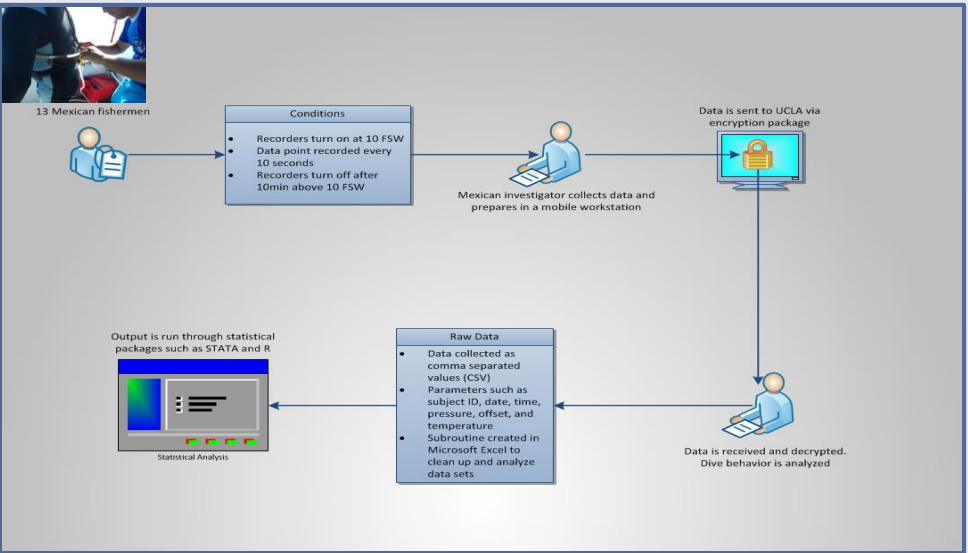 13 Mexican fishermen
Conditions
• Recorders turn on at 10 FSW
• Data point recorded every
10 seconds
• Recorders turn off after
10min above 10 FSW
Mexican investigator collects data and
prepares in a mobile workstation
Data is sent to UCLA via
encryption package
Data is received and decrypted.
Dive behavior is analyzed
Raw Data
• Data collected as
comma separated
values (CSV)
• Parameters such as
subject ID, date, time,
pressure, offset, and
temperature
• Subroutine created in
Microsoft Excel to
clean up and analyze
data sets
Output is run through statistical
packages such as STATA and R
Statistical Analysis